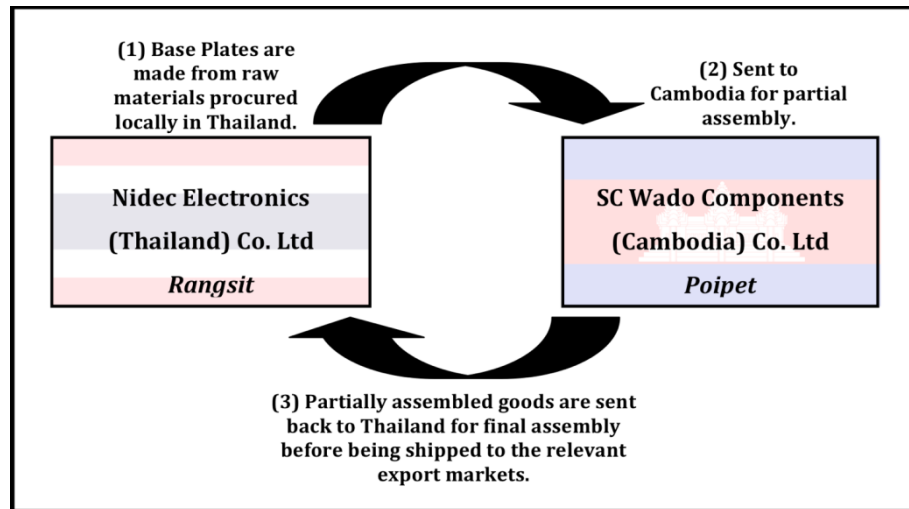 (1) Base Plates are
made from raw
materials procured
locally in Thailand.
(2) Sent to
Cambodia for partial
assembly.
Nidec Electronics
(Thailand) Co. Ltd
Rangsit
SC Wado Components
(Cambodia) Co. Ltd
Poipet
(3) Partially assembled goods are sent
back to Thailand for final assembly
before being shipped to the relevant
export markets.